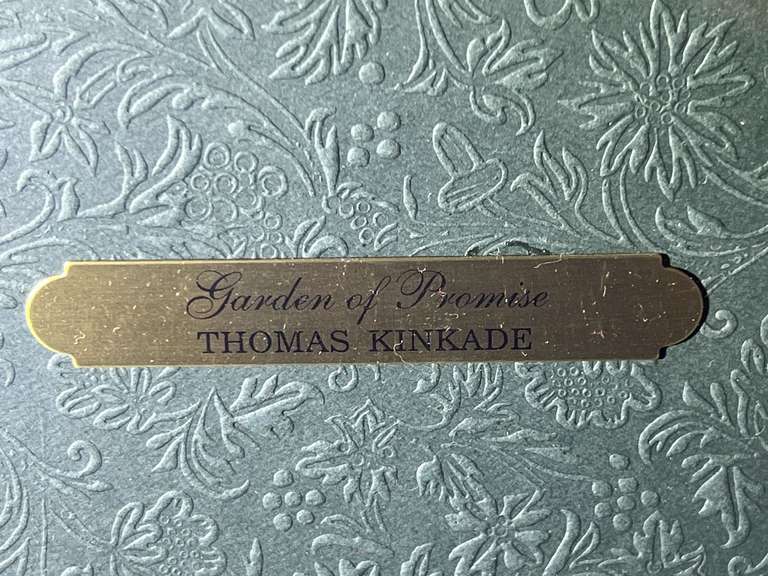 Garden of Promise
THOMAS KINKADE